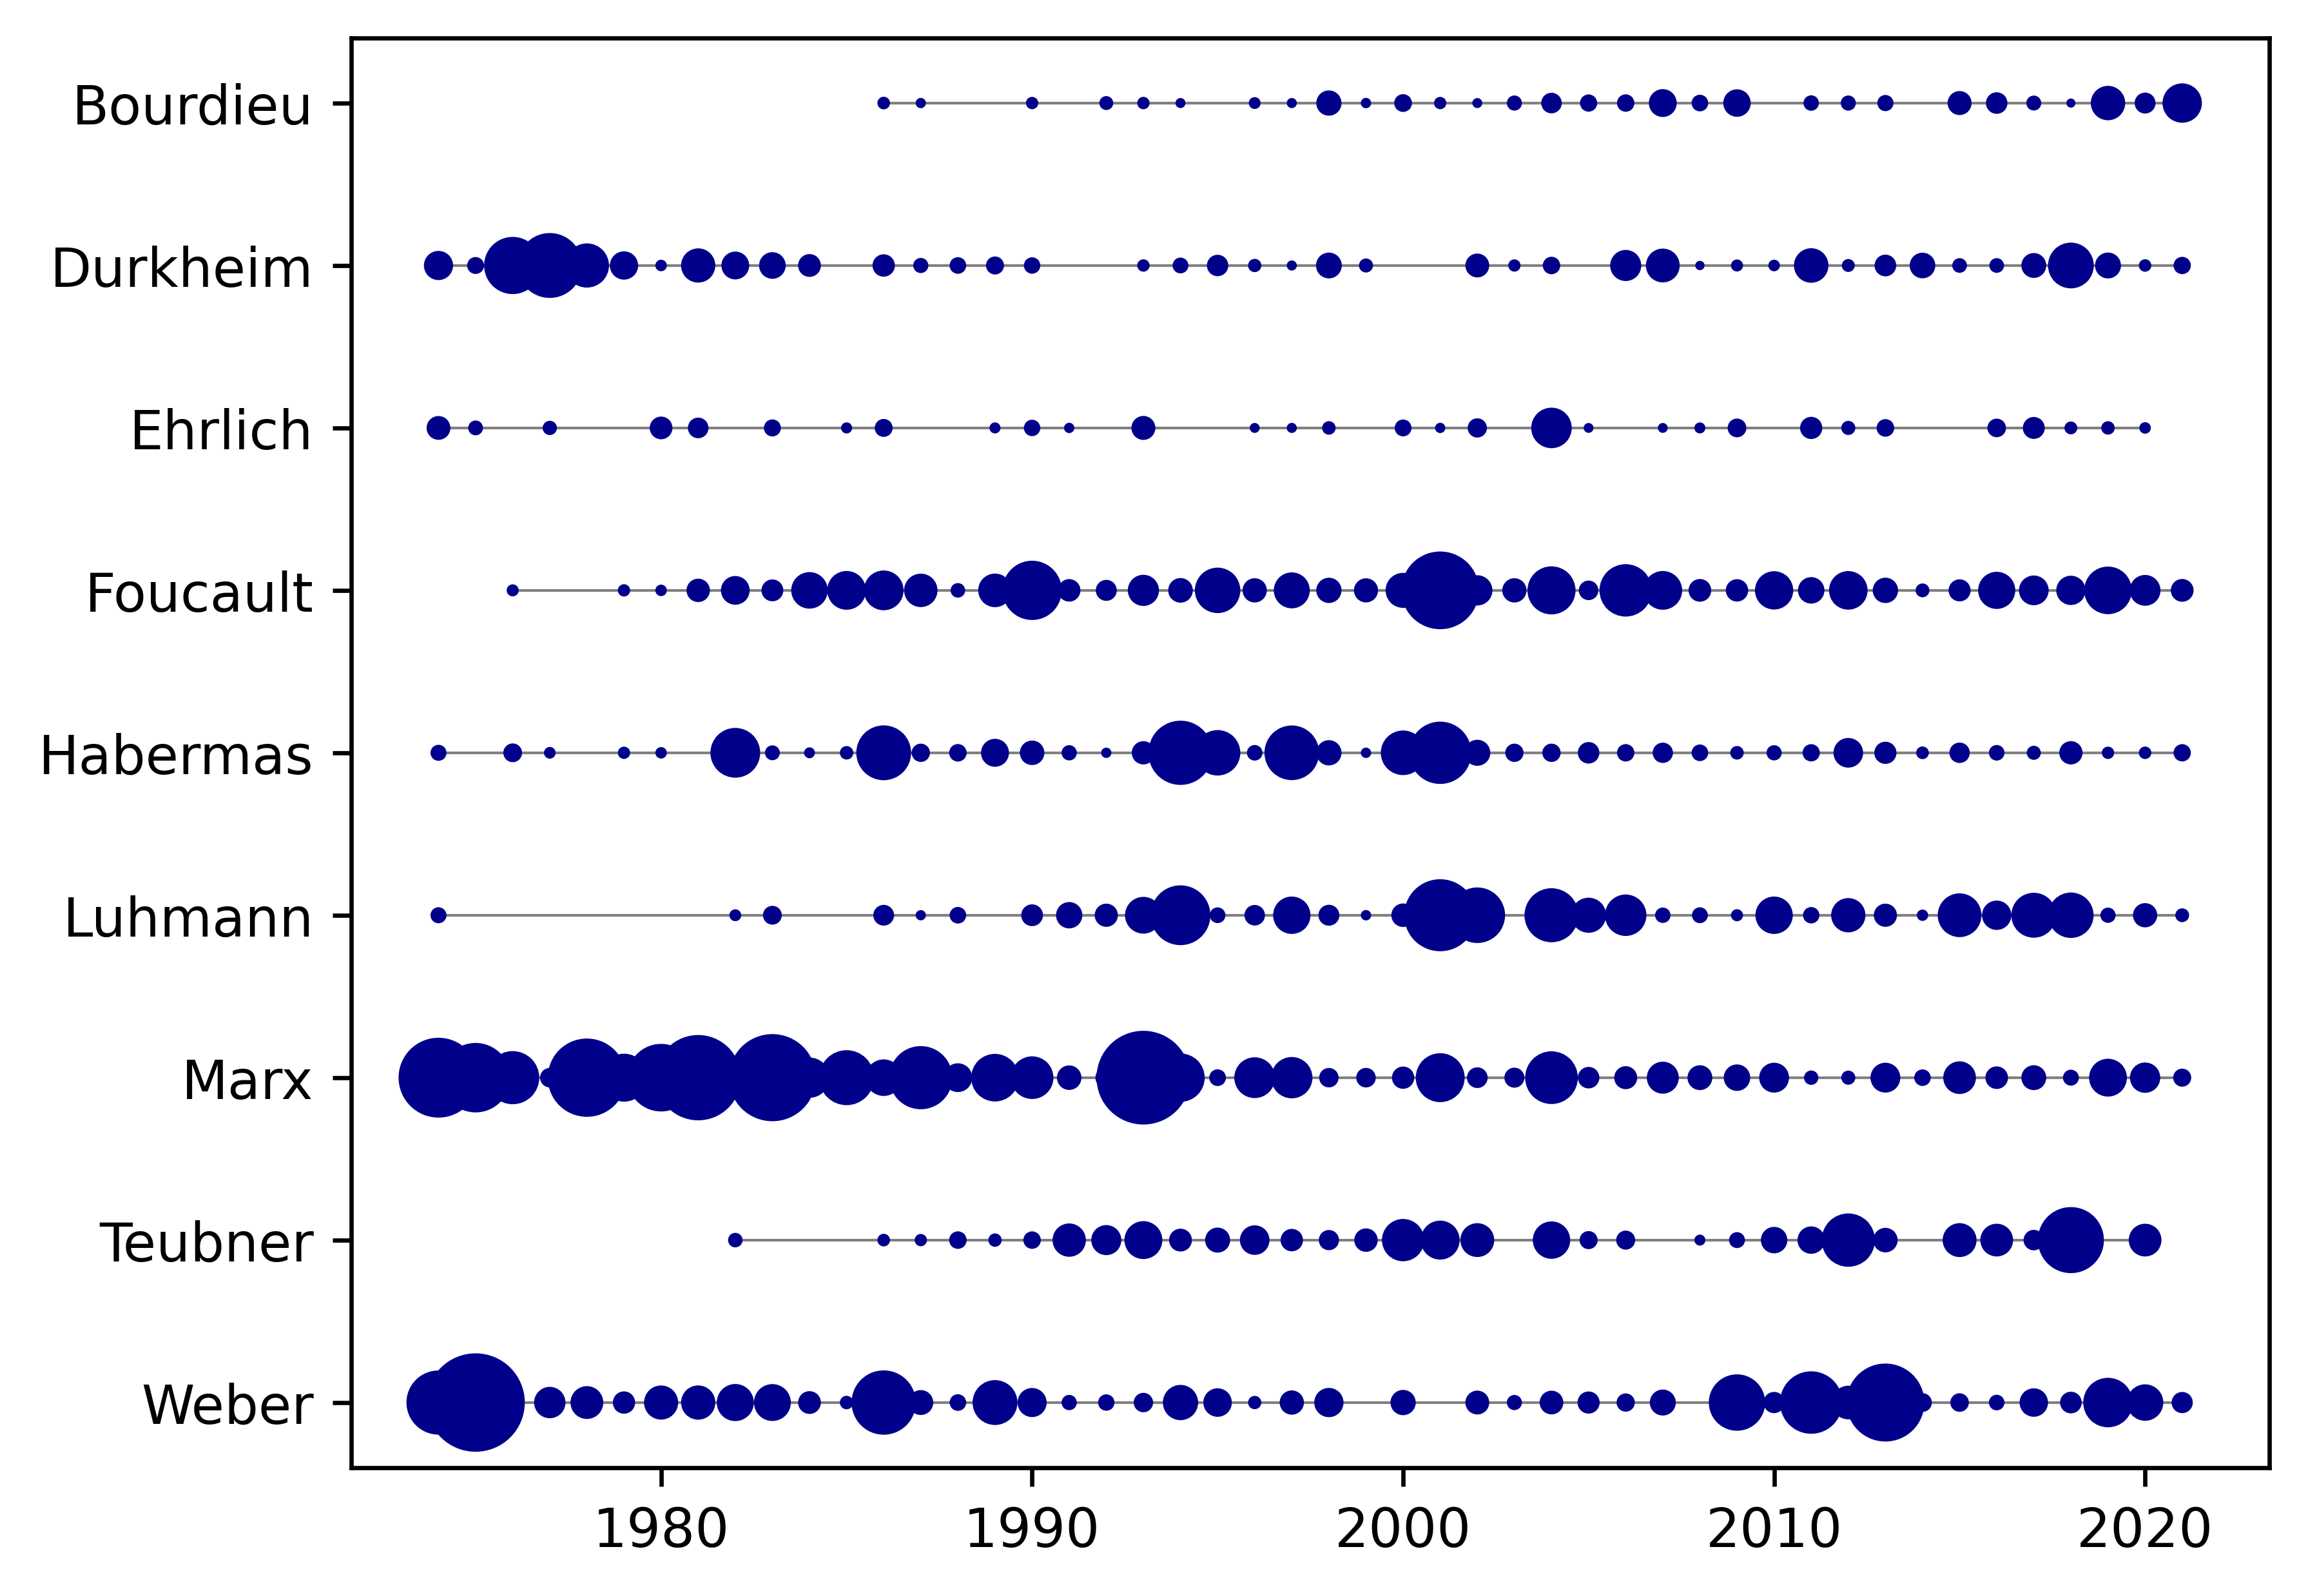 Bourdieu
Durkheim
Ehrlich
Foucault
Habermas
Luhmann
Marx
Teubner
Weber
1980 1990 2000 2010 2020